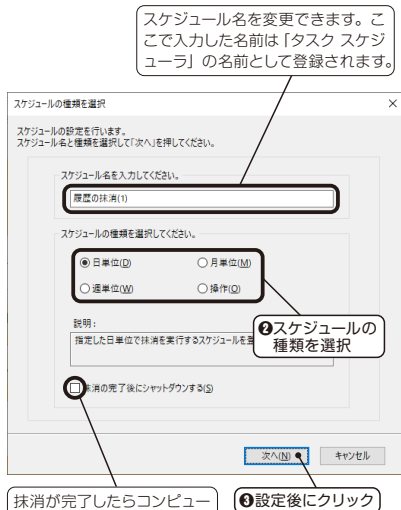 スケジュール名を変更できます。こ
こで入力した名前は「タスク スケジ
ューラ」の名前として登録されます。
スケジュールの種類を選択
スケジュールの設定を行います。
スケジュール名と種類を選択して「次へ」を押してください。
スケジュール名を入力してください。
履歴の抹消(1)
スケジュールの種類を選択してください。
日単位(D) 月単位(M)
週単位(W) 操作(O)
❷スケジュールの
種類を選択
説明:
指定した日単位で抹消を実行するスケジュールを
抹消の完了後にシャットダウンする(S)
次へ(N) キャンセル
抹消が完了したらコンピュー
❸設定後にクリック